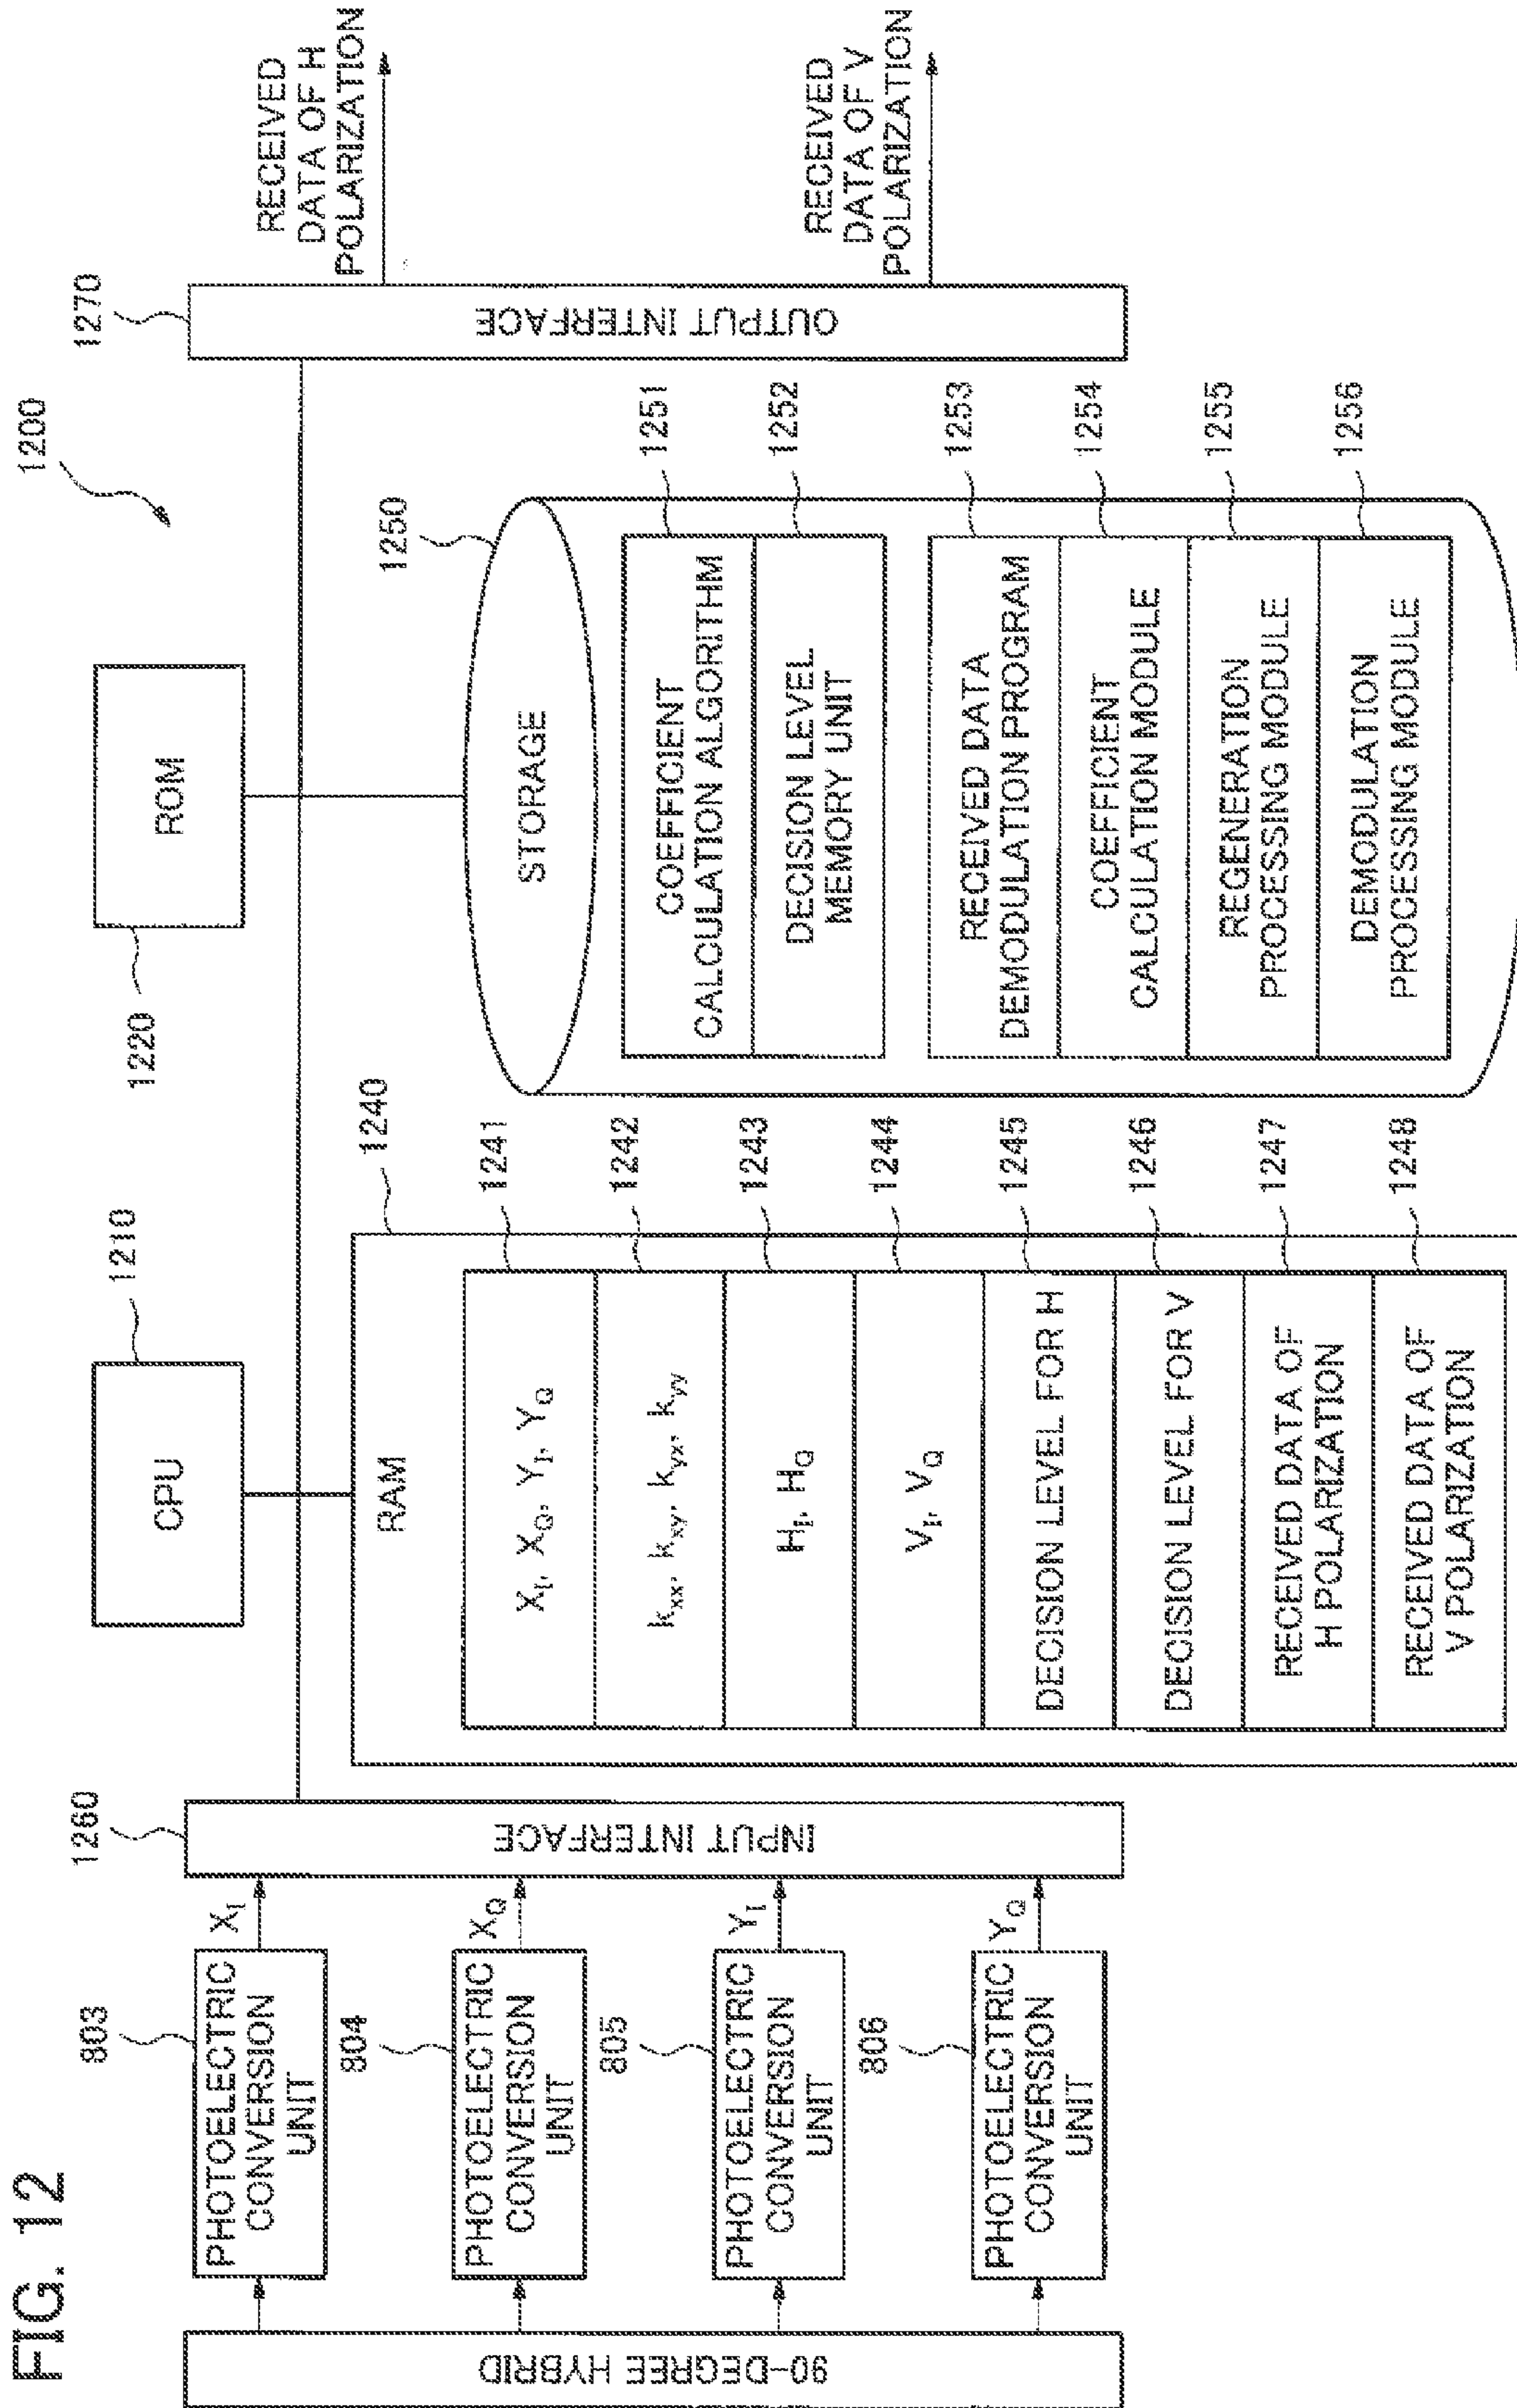 FIG. 12
1200
90-DEGREE HYBRID
803
PHOTOELECTRIC
CONVERSION
UNIT
X_I
804
PHOTOELECTRIC
CONVERSION
UNIT
X_Q
805
PHOTOELECTRIC
CONVERSION
UNIT
Y_I
806
PHOTOELECTRIC
CONVERSION
UNIT
Y_Q
1260
INPUT INTERFACE
1210
CPU
1220
ROM
1240
RAM
X_I, X_Q, Y_I, Y_Q
1241
k_xx, k_xy, k_yx, k_yy
1242
H_I, H_Q
1243
V_I, V_Q
1244
DECISION LEVEL FOR H
1245
DECISION LEVEL FOR V
1246
RECEIVED DATA OF
H POLARIZATION
1247
RECEIVED DATA OF
V POLARIZATION
1248
1250
STORAGE
COEFFICIENT
CALCULATION ALGORITHM
1251
DECISION LEVEL
MEMORY UNIT
1252
RECEIVED DATA
DEMODULATION PROGRAM
1253
COEFFICIENT
CALCULATION MODULE
1254
REGENERATION
PROCESSING MODULE
1255
DEMODULATION
PROCESSING MODULE
1256
1270
OUTPUT INTERFACE
RECEIVED
DATA OF H
POLARIZATION
RECEIVED
DATA OF V
POLARIZATION